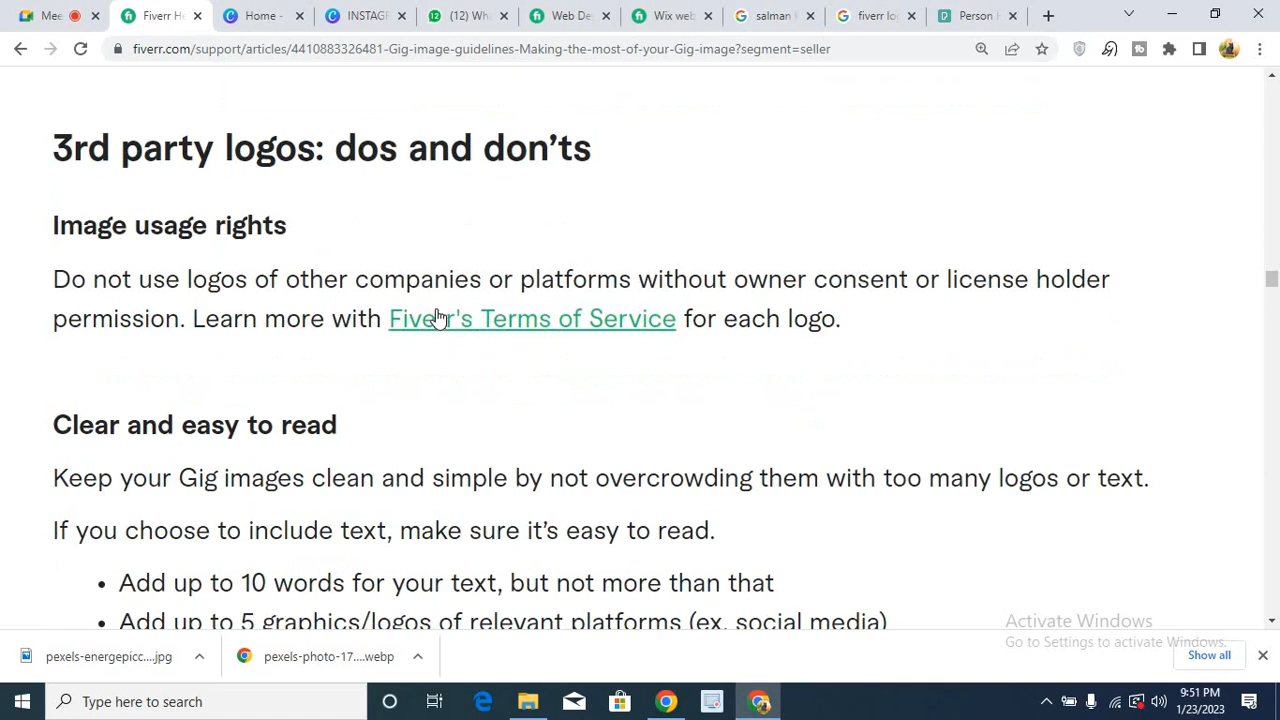 Mee
Fiverr He
Home -
INSTAGR
(12) Wha
Web De
Wix web
salman k
fiverr log
Person H
fiverr.com/support/articles/4410883326481-Gig-image-guidelines-Making-the-most-of-your-Gig-image?segment=seller
3rd party logos: dos and don'ts
Image usage rights
Do not use logos of other companies or platforms without owner consent or license holder
permission. Learn more with Fiverr's Terms of Service for each logo.
Clear and easy to read
Keep your Gig images clean and simple by not overcrowding them with too many logos or text.
If you choose to include text, make sure it's easy to read.
• Add up to 10 words for your text, but not more than that
• Add up to 5 graphics/logos of relevant platforms (ex. social media)
Activate Windows
Go to Settings to activate Windows.
pexels-energepicc....jpg
pexels-photo-17....webp
Show all
Type here to search
9:51 PM
1/23/2023